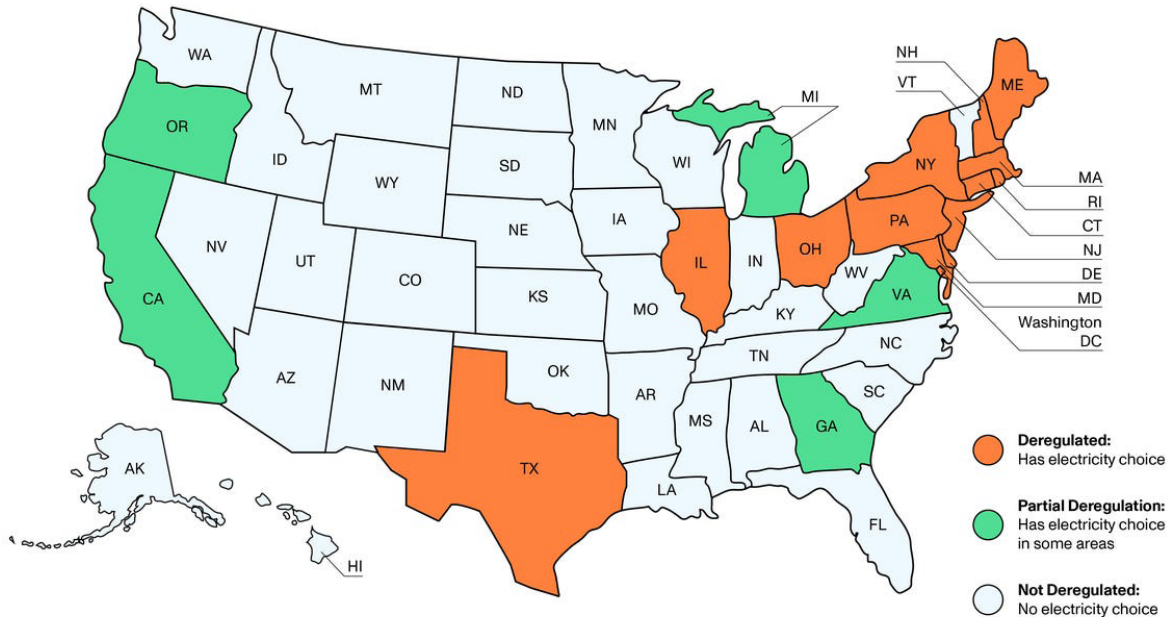 WA
MT
ND
MN
OR
ID
WY
SD
WI
MI
NH
VT
ME
NY
MA
RI
CT
NJ
DE
MD
Washington
DC
PA
NV
UT
CO
NE
IA
IL
IN
OH
WV
VA
CA
KS
MO
KY
AZ
NM
OK
AR
TN
NC
SC
MS
AL
GA
TX
LA
FL
AK
HI
Deregulated:
Has electricity choice
Partial Deregulation:
Has electricity choice
in some areas
Not Deregulated:
No electricity choice